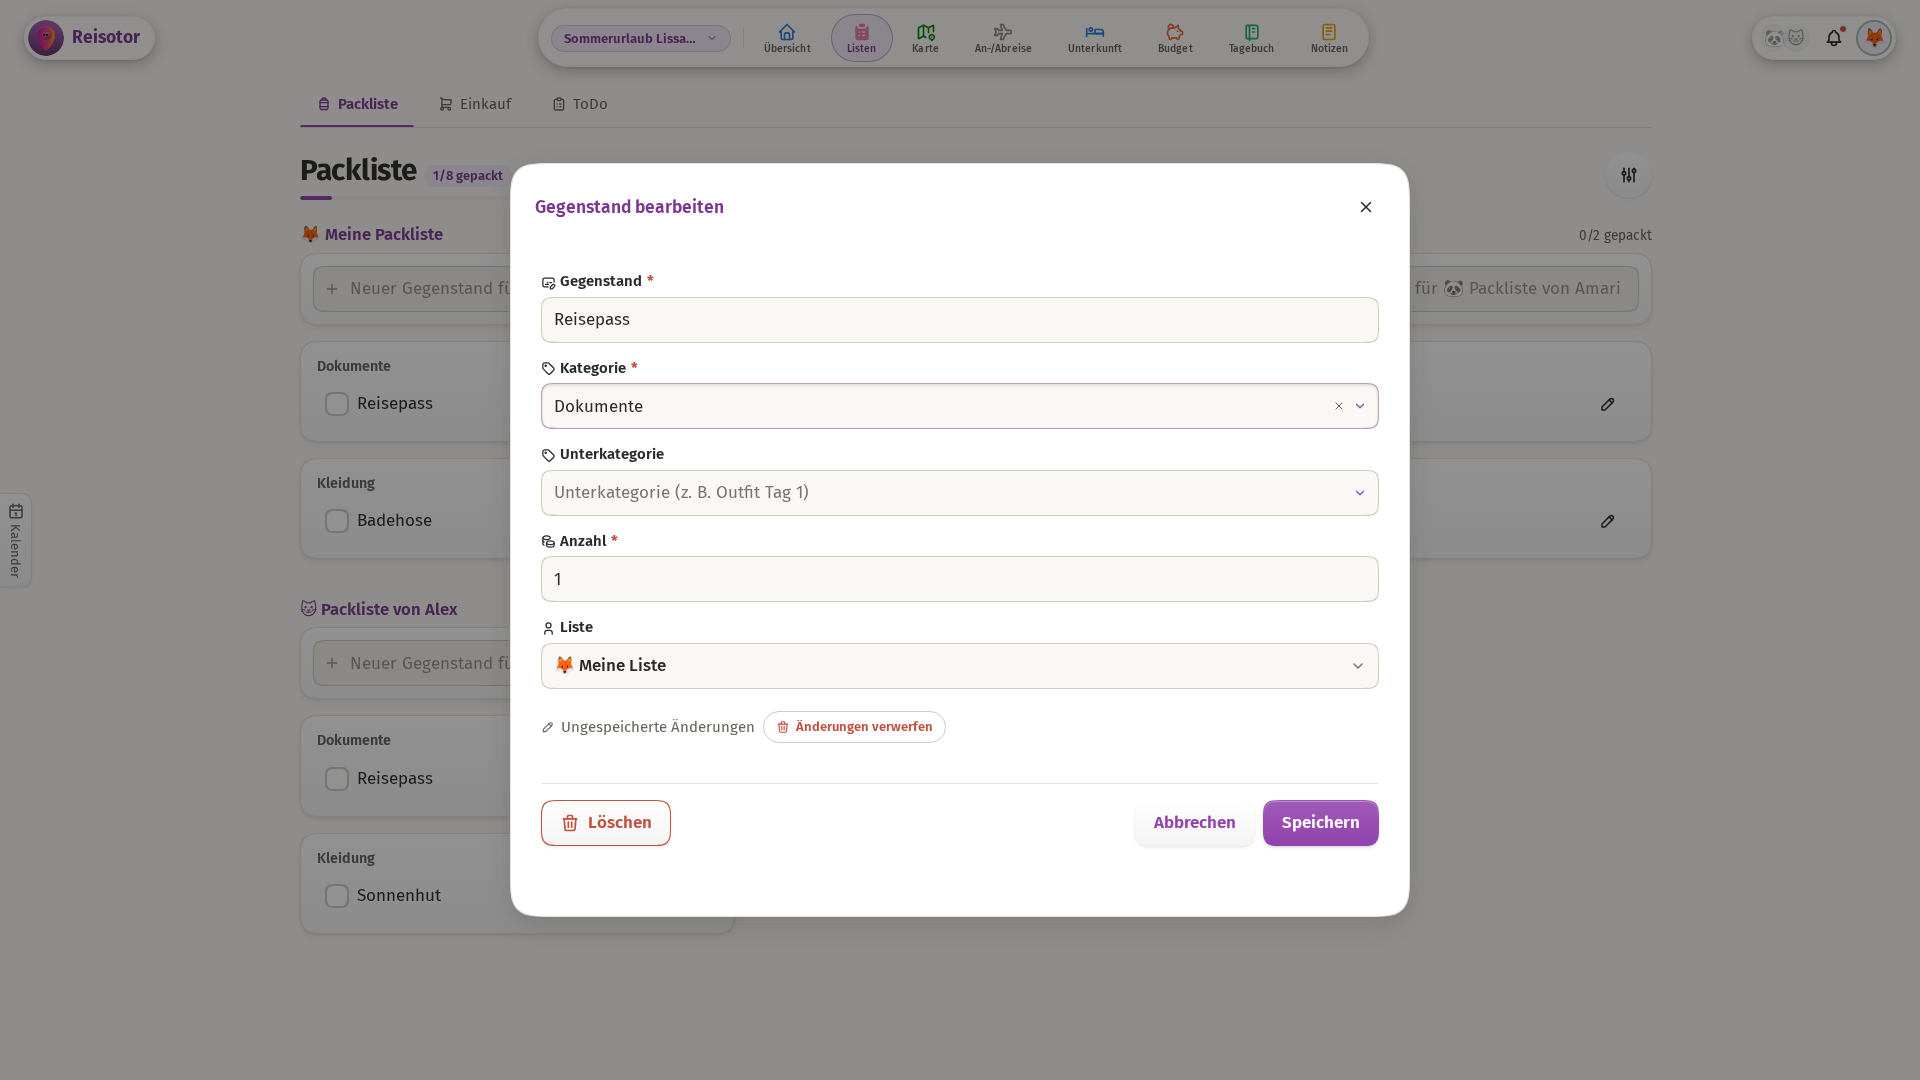 Reisotor
Sommerurlaub Lissa...
Übersicht
Listen
Karte
An-/Abreise
Unterkunft
Budget
Tagebuch
Notizen
Packliste
Einkauf
ToDo
Packliste
1/8 gepackt
Meine Packliste
0/2 gepackt
Neuer Gegenstand fü
für 🐼 Packliste von Amari
Dokumente
Reisepass
Kleidung
Badehose
Kalender
Packliste von Alex
Neuer Gegenstand fü
Dokumente
Reisepass
Kleidung
Sonnenhut
Gegenstand bearbeiten
Gegenstand *
Reisepass
Kategorie *
Dokumente
Unterkategorie
Unterkategorie (z. B. Outfit Tag 1)
Anzahl *
1
Liste
🦊 Meine Liste
Ungespeicherte Änderungen
Änderungen verwerfen
Löschen
Abbrechen
Speichern